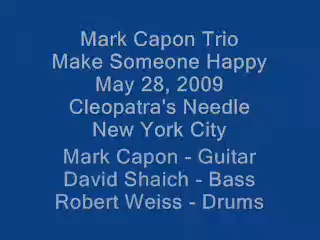 Mark Capon Trio
Make Someone Happy
May 28, 2009
Cleopatra's Needle
New York City
Mark Capon - Guitar
David Shaich - Bass
Robert Weiss - Drums